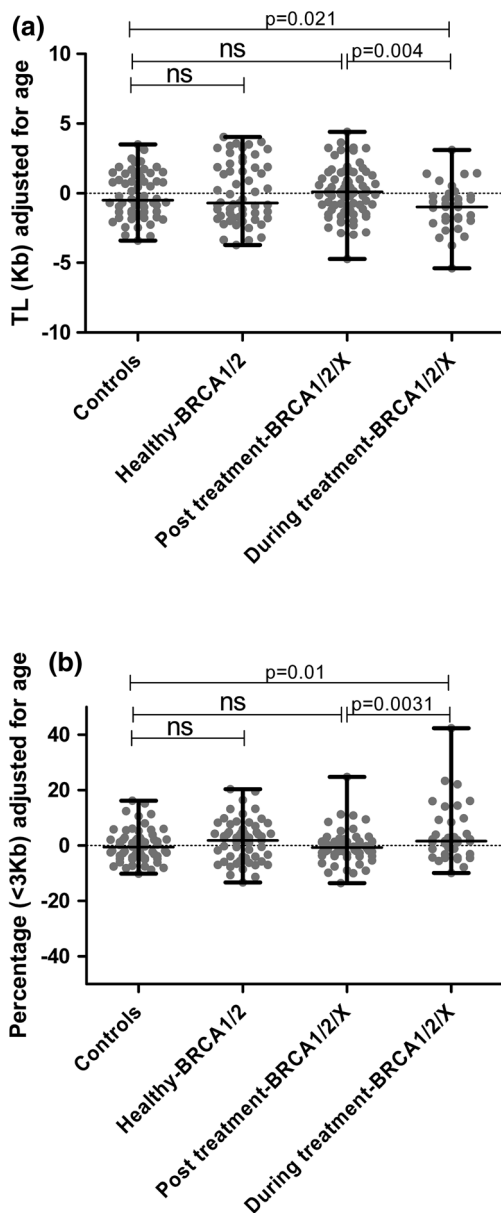 (a)
p=0.021
ns
p=0.004
ns
10
5
0
-5
-10
TL (Kb) adjusted for age
Controls
Healthy-BRCA1/2
Post treatment-BRCA1/2/X
During treatment-BRCA1/2/X
(b)
p=0.01
ns
p=0.0031
ns
40
20
0
-20
-40
Percentage (<3Kb) adjusted for age
Controls
Healthy-BRCA1/2
Post treatment-BRCA1/2/X
During treatment-BRCA1/2/X